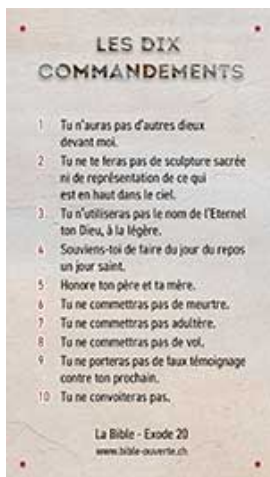 LES DIX
COMMANDEMENTS
1 Tu n'auras pas d'autres dieux
devant moi.
2 Tu ne te feras pas de sculpture sacrée
ni de représentation de ce qui
est en haut dans le ciel.
3 Tu n'utiliseras pas le nom de l'Eternel
ton Dieu, à la légère.
4 Souviens-toi de faire du jour du repos
un jour saint.
5 Honore ton père et ta mère.
6 Tu ne commettras pas de meurtre.
7 Tu ne commettras pas adultère.
8 Tu ne commettras pas de vol.
9 Tu ne porteras pas de faux témoignage
contre ton prochain.
10 Tu ne convoiteras pas.
La Bible - Exode 20
www.bible-ouverte.ch